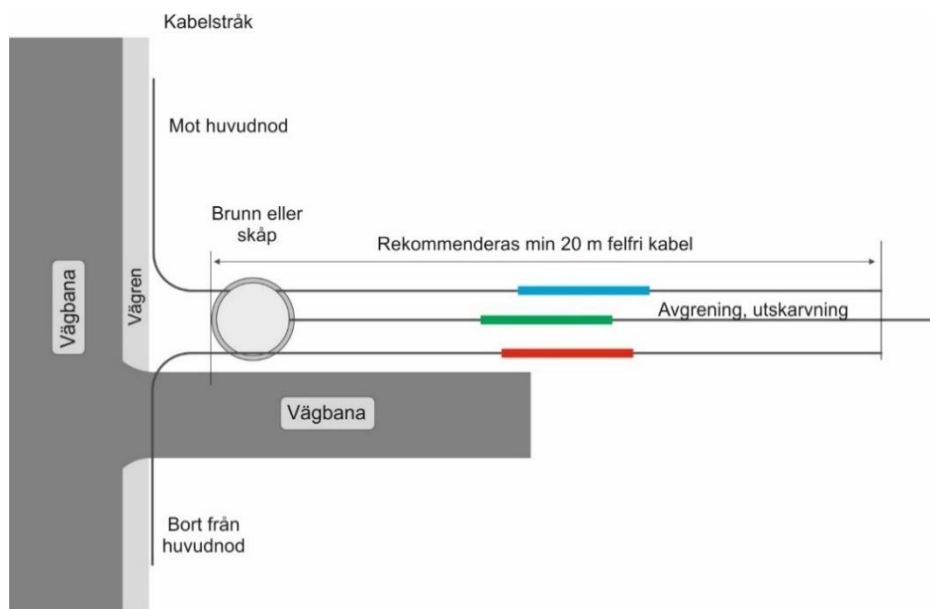 Kabelstråk
Mot huvudnod
Brunn eller
skåp
Rekommenderas min 20 m felfri kabel
Vägbana
Vägren
Avgrening, utskarvning
Vägbana
Bort från
huvudnod